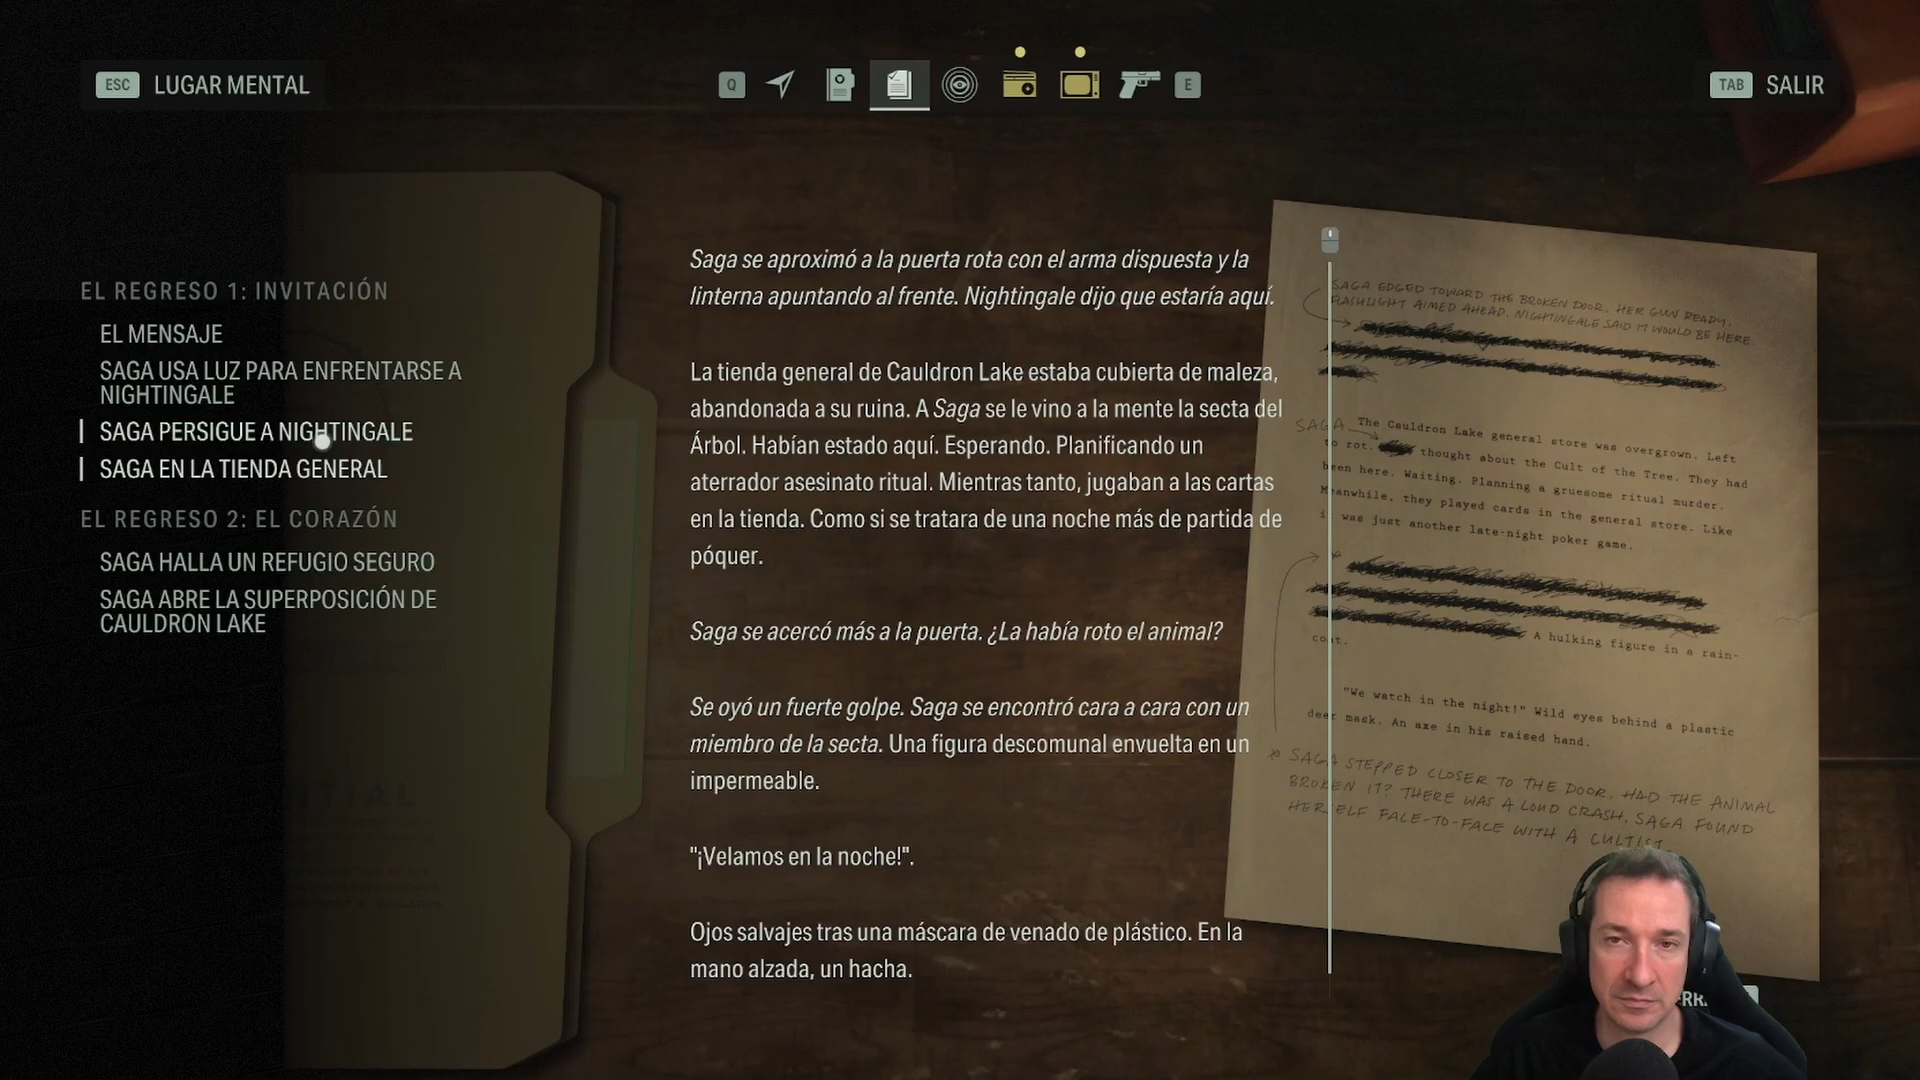 ESC LUGAR MENTAL
Q
E
TAB SALIR
EL REGRESO 1: INVITACIÓN
EL MENSAJE
SAGA USA LUZ PARA ENFRENTARSE A
NIGHTINGALE
SAGA PERSIGUE A NIGHTINGALE
SAGA EN LA TIENDA GENERAL
EL REGRESO 2: EL CORAZÓN
SAGA HALLA UN REFUGIO SEGURO
SAGA ABRE LA SUPERPOSICIÓN DE
CAULDRON LAKE
Saga se aproximó a la puerta rota con el arma dispuesta y la
linterna apuntando al frente. Nightingale dijo que estaría aquí.
La tienda general de Cauldron Lake estaba cubierta de maleza,
abandonada a su ruina. A Saga se le vino a la mente la secta del
Árbol. Habían estado aquí. Esperando. Planificando un
aterrador asesinato ritual. Mientras tanto, jugaban a las cartas
en la tienda. Como si se tratara de una noche más de partida de
póquer.
Saga se acercó más a la puerta. ¿La había roto el animal?
Se oyó un fuerte golpe. Saga se encontró cara a cara con un
miembro de la secta. Una figura descomunal envuelta en un
impermeable.
"¡Velamos en la noche!".
Ojos salvajes tras una máscara de venado de plástico. En la
mano alzada, un hacha.
SAGA EDGED TOWARD THE BROKEN DOOR. HER GUN READY.
FLASHLIGHT AIMED AHEAD. NIGHTINGALE SAID IT WOULD BE HERE.
SAGA
The Cauldron Lake general store was overgrown. Left
to rot. thought about the Cult of the Tree. They had
been here. Waiting. Planning a gruesome ritual murder.
Meanwhile, they played cards in the general store. Like
it was just another late-night poker game.
A hulking figure in a rain-
coat.
"We watch in the night!" Wild eyes behind a plastic
deer mask. An axe in his raised hand.
SAGA STEPPED CLOSER TO THE DOOR. HAD THE ANIMAL
BROKEN IT? THERE WAS A LOUD CRASH. SAGA FOUND
HERSELF FACE-TO-FACE WITH A CULTIST.